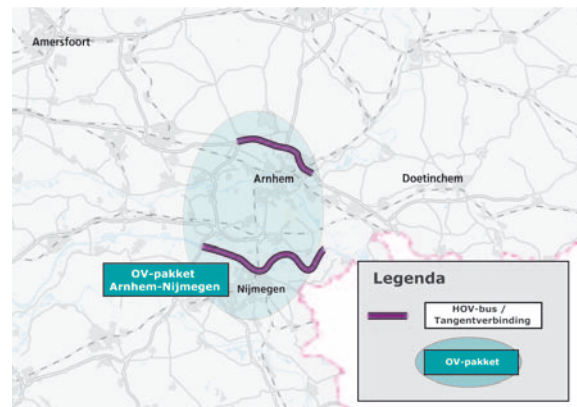 Amersfoort
Arnhem
Doetinchem
OV-pakket
Arnhem-Nijmegen
Nijmegen
Legenda
HOV-bus /
Tangentverbinding
OV-pakket